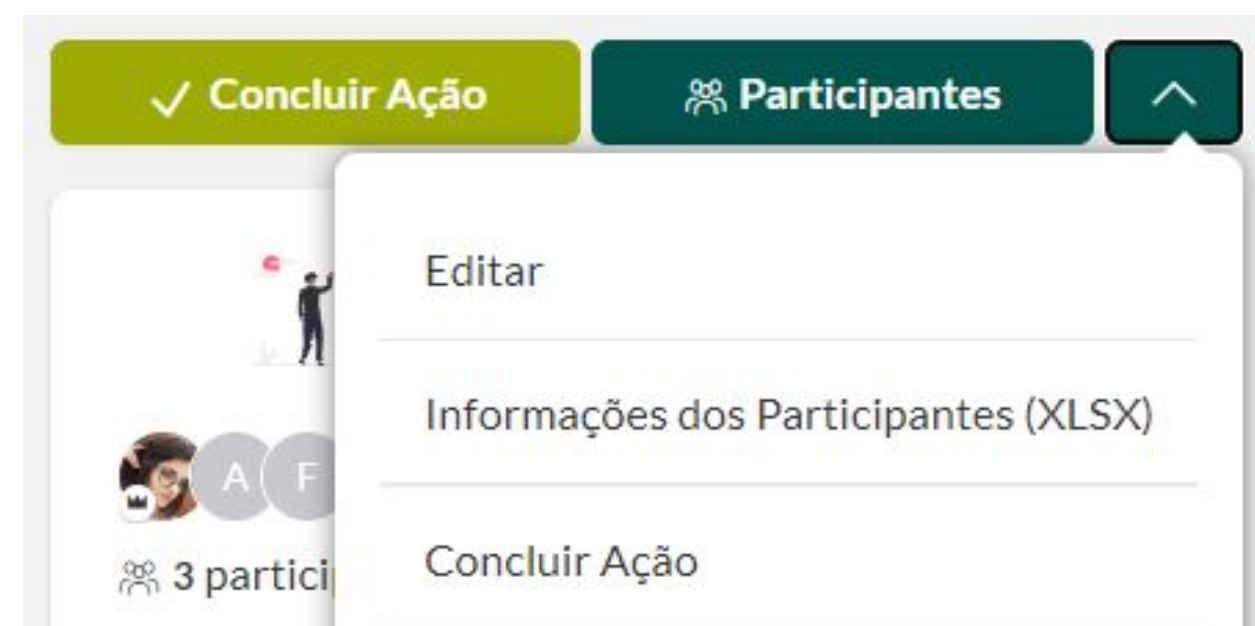 Concluir Ação
Participantes
Editar
Informações dos Participantes (XLSX)
A F
Concluir Ação
3 partici